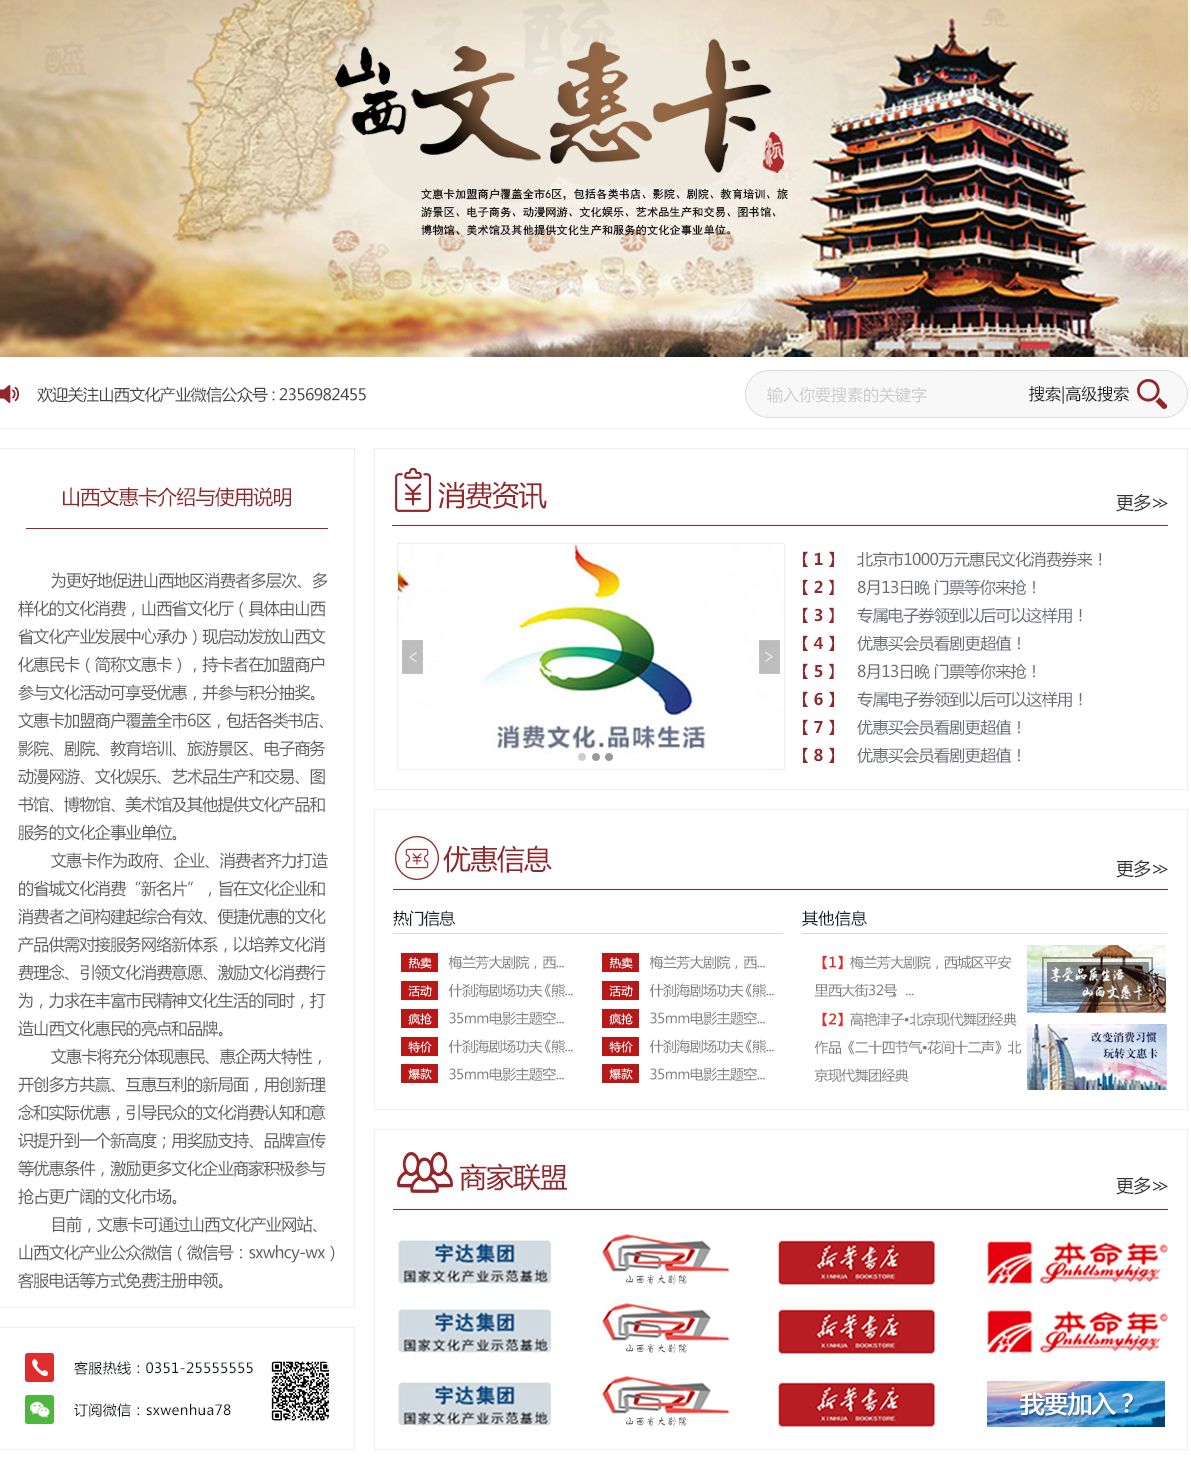 山西文惠卡
文惠卡加盟商户覆盖全市6区，包括各类书店、影院、剧院、教育培训、旅
游景区、电子商务、动漫网游、文化娱乐、艺术品生产和交易、图书馆、
博物馆、美术馆及其他提供文化生产和服务的文化企事业单位。
欢迎关注山西文化产业微信公众号 : 2356982455
输入你要搜素的关键字
搜索|高级搜索
山西文惠卡介绍与使用说明
为更好地促进山西地区消费者多层次、多
样化的文化消费，山西省文化厅（具体由山西
省文化产业发展中心承办）现启动发放山西文
化惠民卡（简称文惠卡），持卡者在加盟商户
参与文化活动可享受优惠，并参与积分抽奖。
文惠卡加盟商户覆盖全市6区，包括各类书店、
影院、剧院、教育培训、旅游景区、电子商务
动漫网游、文化娱乐、艺术品生产和交易、图
书馆、博物馆、美术馆及其他提供文化产品和
服务的文化企事业单位。
文惠卡作为政府、企业、消费者齐力打造
的省城文化消费“新名片”，旨在文化企业和
消费者之间构建起综合有效、便捷优惠的文化
产品供需对接服务网络新体系，以培养文化消
费理念、引领文化消费意愿、激励文化消费行
为，力求在丰富市民精神文化生活的同时，打
造山西文化惠民的亮点和品牌。
文惠卡将充分体现惠民、惠企两大特性，
开创多方共赢、互惠互利的新局面，用创新理
念和实际优惠，引导民众的文化消费认知和意
识提升到一个新高度；用奖励支持、品牌宣传
等优惠条件，激励更多文化企业商家积极参与
抢占更广阔的文化市场。
目前，文惠卡可通过山西文化产业网站、
山西文化产业公众微信（微信号：sxwhcy-wx）
客服电话等方式免费注册申领。
客服热线：0351-25555555
订阅微信：sxwenhua78
消费资讯
更多>>
<
>
消费文化.品味生活
【 1 】 北京市1000万元惠民文化消费券来！
【 2 】 8月13日晚 门票等你来抢！
【 3 】 专属电子券领到以后可以这样用！
【 4 】 优惠买会员看剧更超值！
【 5 】 8月13日晚 门票等你来抢！
【 6 】 专属电子券领到以后可以这样用！
【 7 】 优惠买会员看剧更超值！
【 8 】 优惠买会员看剧更超值！
优惠信息
更多>>
热门信息
热卖 梅兰芳大剧院，西...
活动 什刹海剧场功夫《熊...
疯抢 35mm电影主题空...
特价 什刹海剧场功夫《熊...
爆款 35mm电影主题空...
热卖 梅兰芳大剧院，西...
活动 什刹海剧场功夫《熊...
疯抢 35mm电影主题空...
特价 什刹海剧场功夫《熊...
爆款 35mm电影主题空...
其他信息
【1】梅兰芳大剧院，西城区平安
里西大街32号，...
【2】高艳津子•北京现代舞团经典
作品《二十四节气•花间十二声》北
京现代舞团经典
享受品质生活
山西文惠卡
改变消费习惯
玩转文惠卡
商家联盟
更多>>
宇达集团
国家文化产业示范基地
山西省大剧院
新华书店
XINHUA BOOKSTORE
本命年
Jnhltsmyhjgz
宇达集团
国家文化产业示范基地
山西省大剧院
新华书店
XINHUA BOOKSTORE
本命年
Jnhltsmyhjgz
宇达集团
国家文化产业示范基地
山西省大剧院
新华书店
XINHUA BOOKSTORE
我要加入？